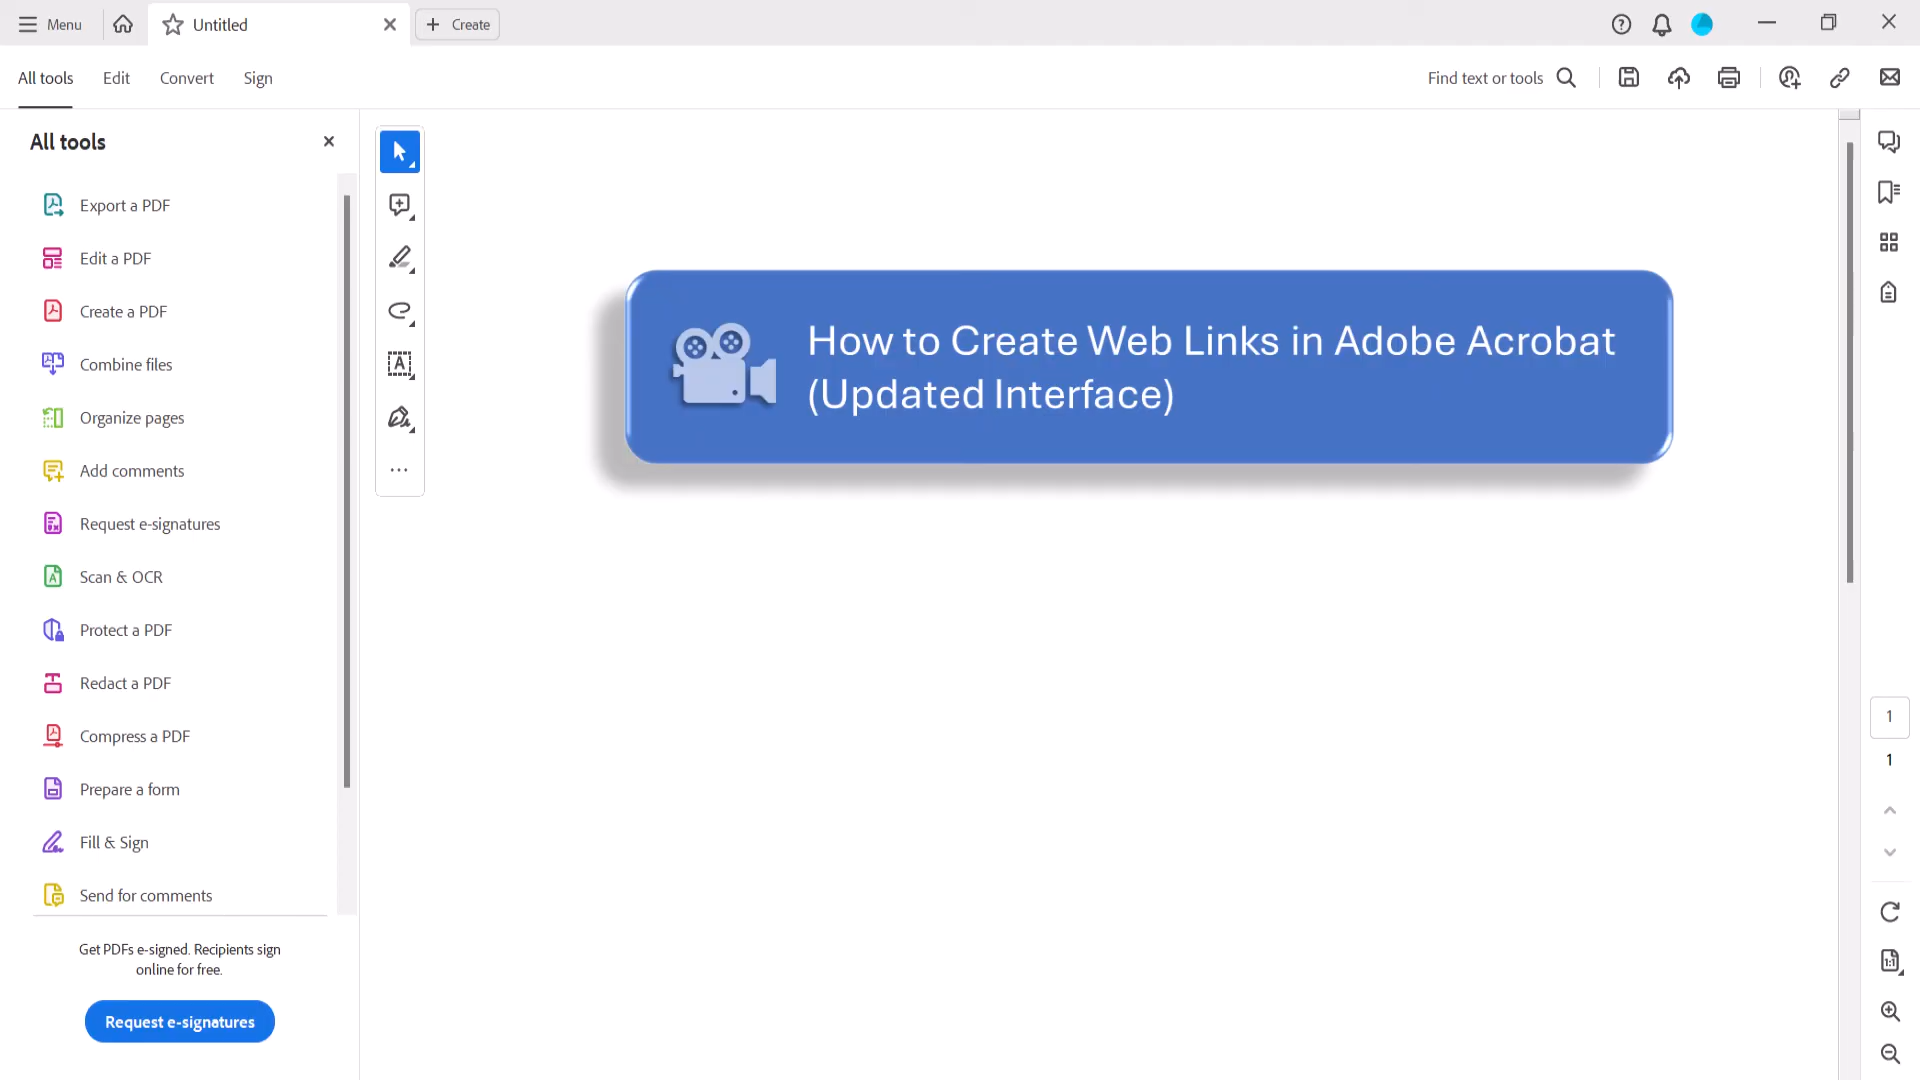 Menu
Untitled
Create
All tools
Edit
Convert
Sign
Find text or tools
All tools
Export a PDF
Edit a PDF
Create a PDF
Combine files
Organize pages
Add comments
Request e-signatures
Scan & OCR
Protect a PDF
Redact a PDF
Compress a PDF
Prepare a form
Fill & Sign
Send for comments
Get PDFs e-signed. Recipients sign
online for free.
Request e-signatures
How to Create Web Links in Adobe Acrobat
(Updated Interface)
1
1